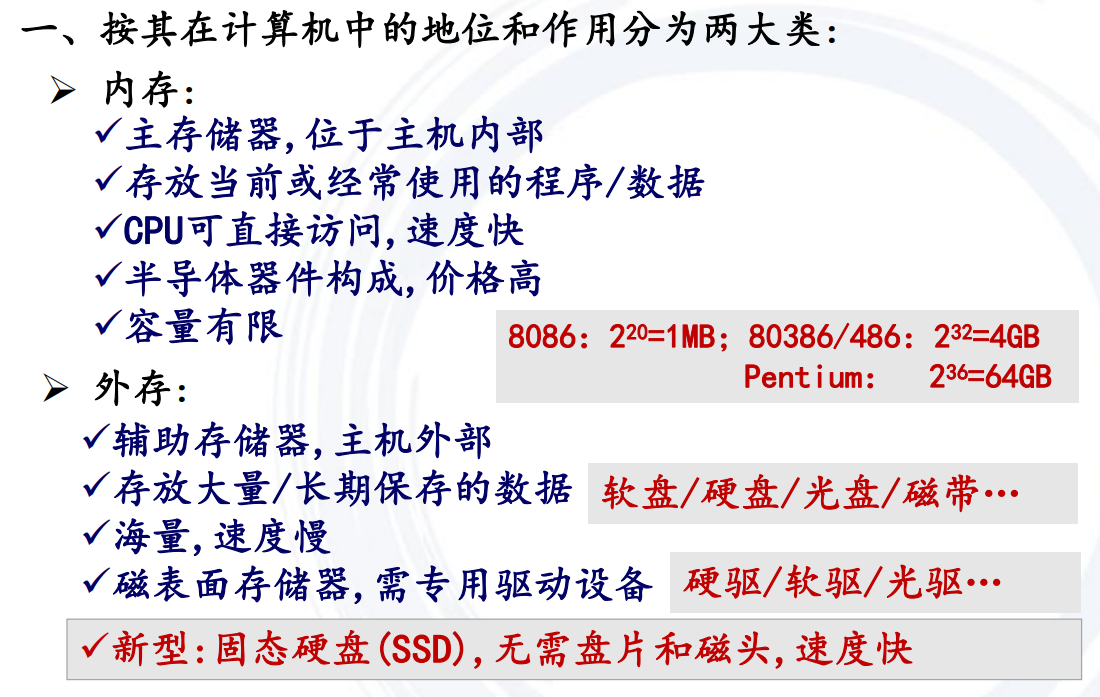 一、按其在计算机中的地位和作用分为两大类:
➢ 内存:
✓主存储器,位于主机内部
✓存放当前或经常使用的程序/数据
✓CPU可直接访问,速度快
✓半导体器件构成,价格高
✓容量有限
8086: 2²⁰=1MB; 80386/486: 2³²=4GB
Pentium: 2³⁶=64GB
➢ 外存:
✓辅助存储器,主机外部
✓存放大量/长期保存的数据 软盘/硬盘/光盘/磁带…
✓海量,速度慢
✓磁表面存储器,需专用驱动设备 硬驱/软驱/光驱…
✓新型:固态硬盘(SSD),无需盘片和磁头,速度快